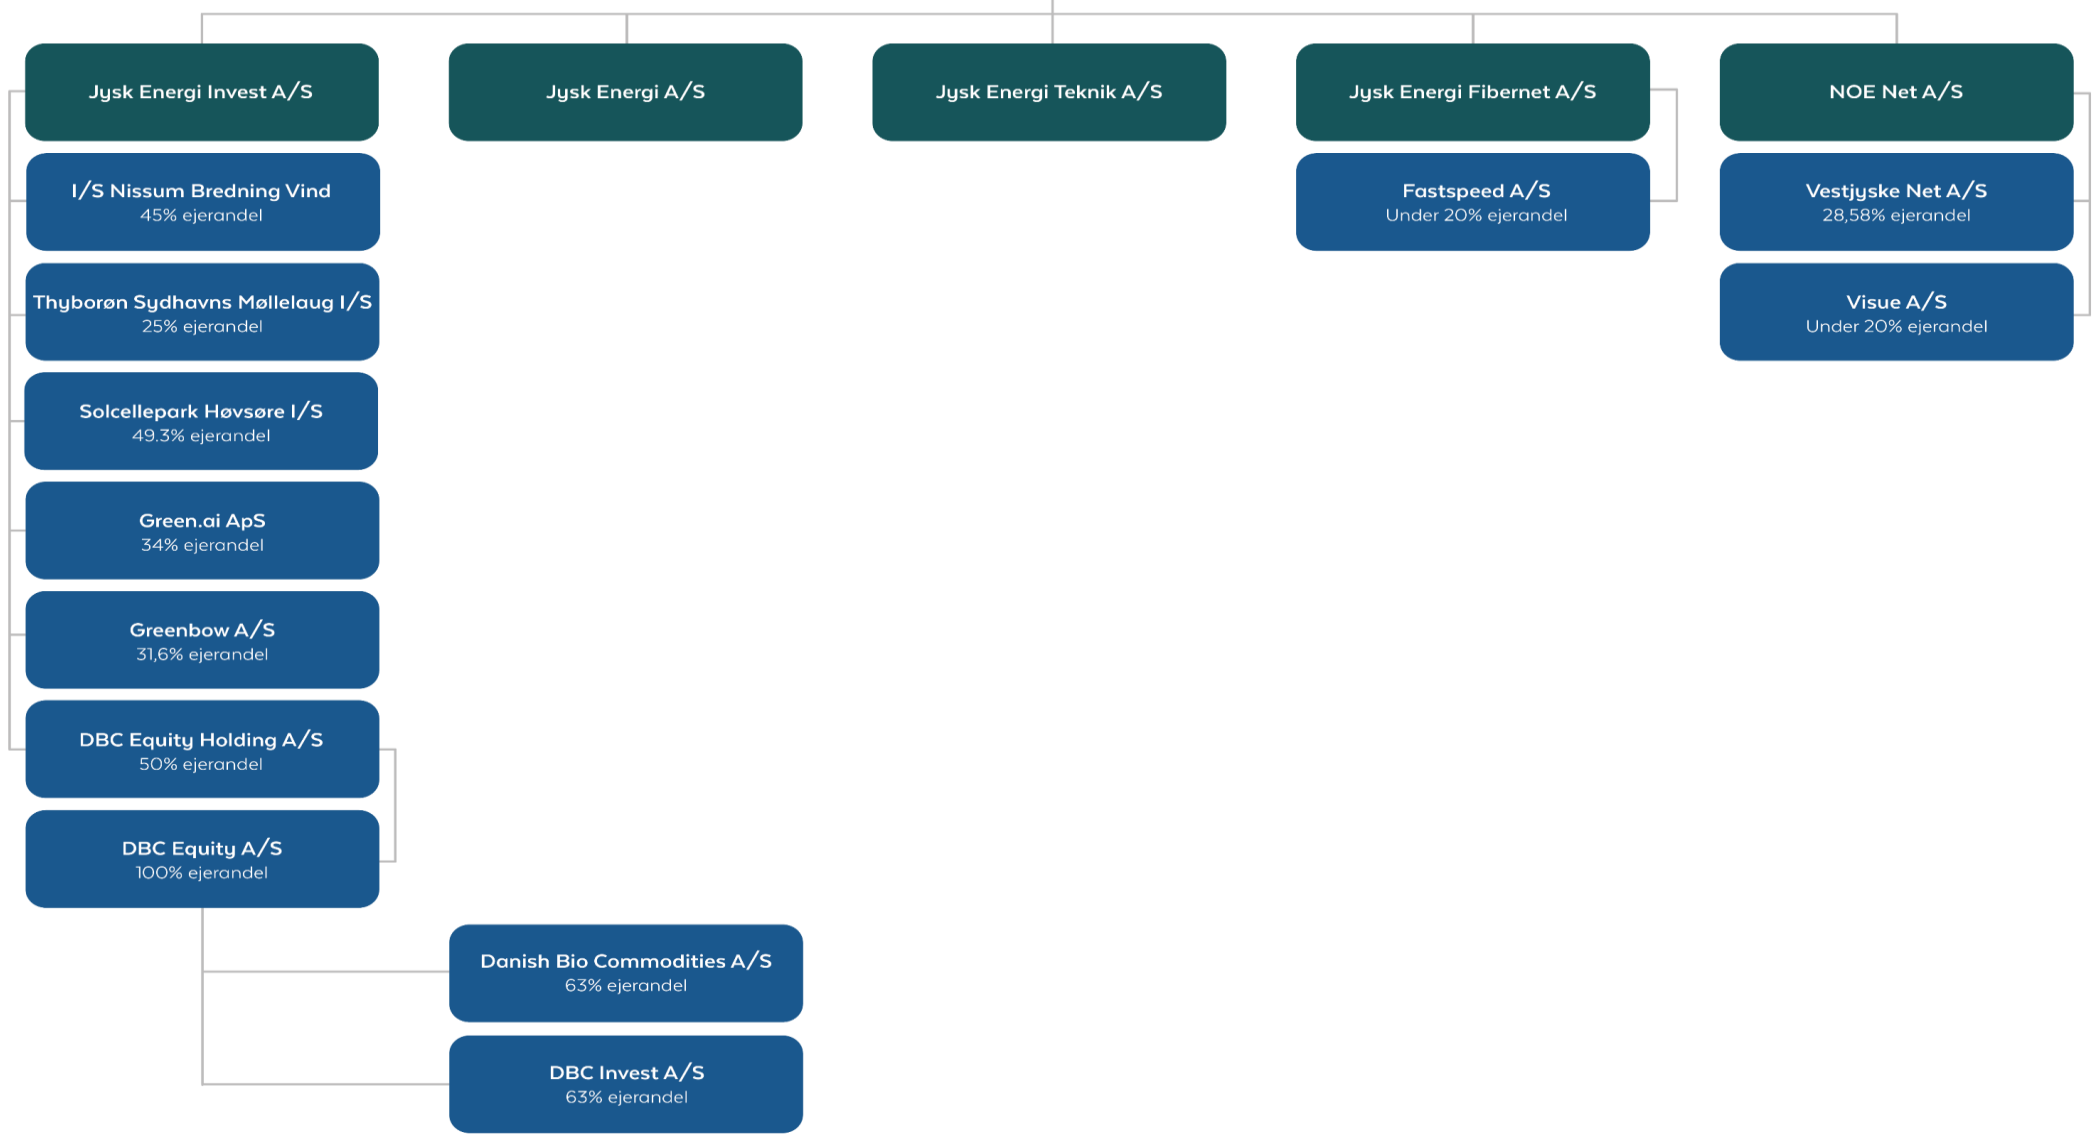 Jysk Energi Invest A/S
Jysk Energi A/S
Jysk Energi Teknik A/S
Jysk Energi Fibernet A/S
NOE Net A/S
I/S Nissum Bredning Vind
45% ejerandel
Fastspeed A/S
Under 20% ejerandel
Vestjyske Net A/S
28,58% ejerandel
Thyborøn Sydhavns Møllelaug I/S
25% ejerandel
Visue A/S
Under 20% ejerandel
Solcellepark Høvsøre I/S
49.3% ejerandel
Green.ai ApS
34% ejerandel
Greenbow A/S
31,6% ejerandel
DBC Equity Holding A/S
50% ejerandel
DBC Equity A/S
100% ejerandel
Danish Bio Commodities A/S
63% ejerandel
DBC Invest A/S
63% ejerandel